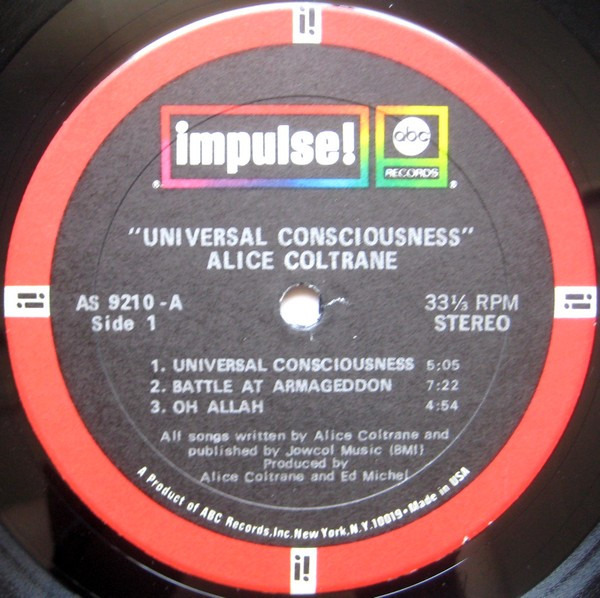 i!
impulse!
abc
RECORDS
®
®
"UNIVERSAL CONSCIOUSNESS"
ALICE COLTRANE
i!
AS 9210-A
33⅓ RPM
i!
Side 1
STEREO
1. UNIVERSAL CONSCIOUSNESS 5:05
2. BATTLE AT ARMAGEDDON 7:22
3. OH ALLAH 4:54
All songs written by Alice Coltrane and
published by Jowcol Music (BMI)
Produced by
Alice Coltrane and Ed Michel
A Product of ABC Records,Inc.New York,N.Y.10019•Made in USA
i!